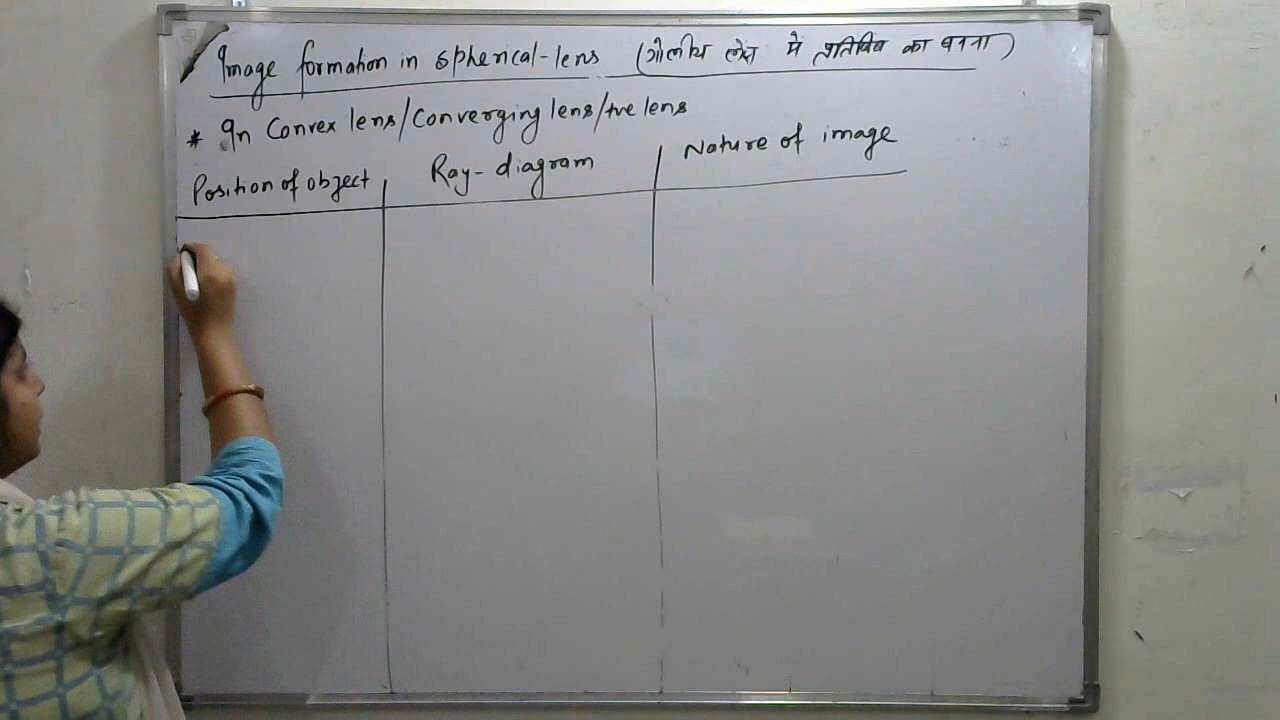 Image formation in spherical-lens (गोलीय लेंस में प्रतिबिंब का बनना)
* In Convex lens/Converging lens/+ve lens
Position of object Ray-diagram Nature of image